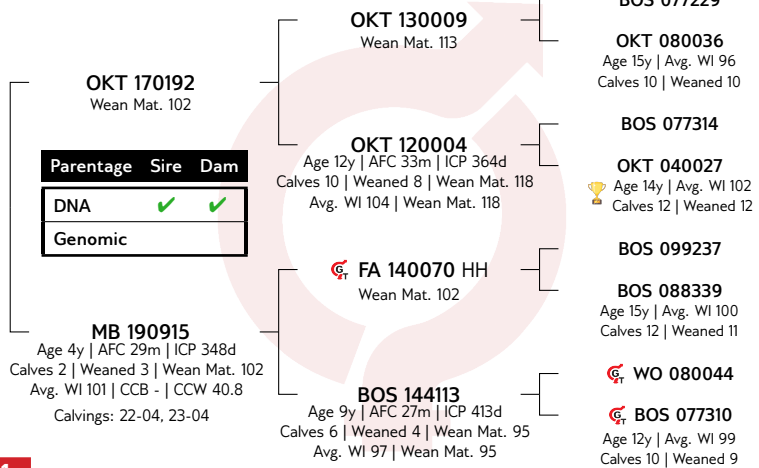 BOS 077229
OKT 130009
Wean Mat. 113
OKT 080036
Age 15y | Avg. WI 96
Calves 10 | Weaned 10
OKT 170192
Wean Mat. 102
BOS 077314
OKT 120004
Age 12y | AFC 33m | ICP 364d
Calves 10 | Weaned 8 | Wean Mat. 118
Avg. WI 104 | Wean Mat. 118
OKT 040027
Age 14y | Avg. WI 102
Calves 12 | Weaned 12
Parentage Sire Dam
DNA ✔ ✔
Genomic
BOS 099237
GT FA 140070 HH
Wean Mat. 102
BOS 088339
Age 15y | Avg. WI 100
Calves 12 | Weaned 11
MB 190915
Age 4y | AFC 29m | ICP 348d
Calves 2 | Weaned 3 | Wean Mat. 102
Avg. WI 101 | CCB - | CCW 40.8
Calvings: 22-04, 23-04
GT WO 080044
BOS 144113
Age 9y | AFC 27m | ICP 413d
Calves 6 | Weaned 4 | Wean Mat. 95
Avg. WI 97 | Wean Mat. 95
GT BOS 077310
Age 12y | Avg. WI 99
Calves 10 | Weaned 9